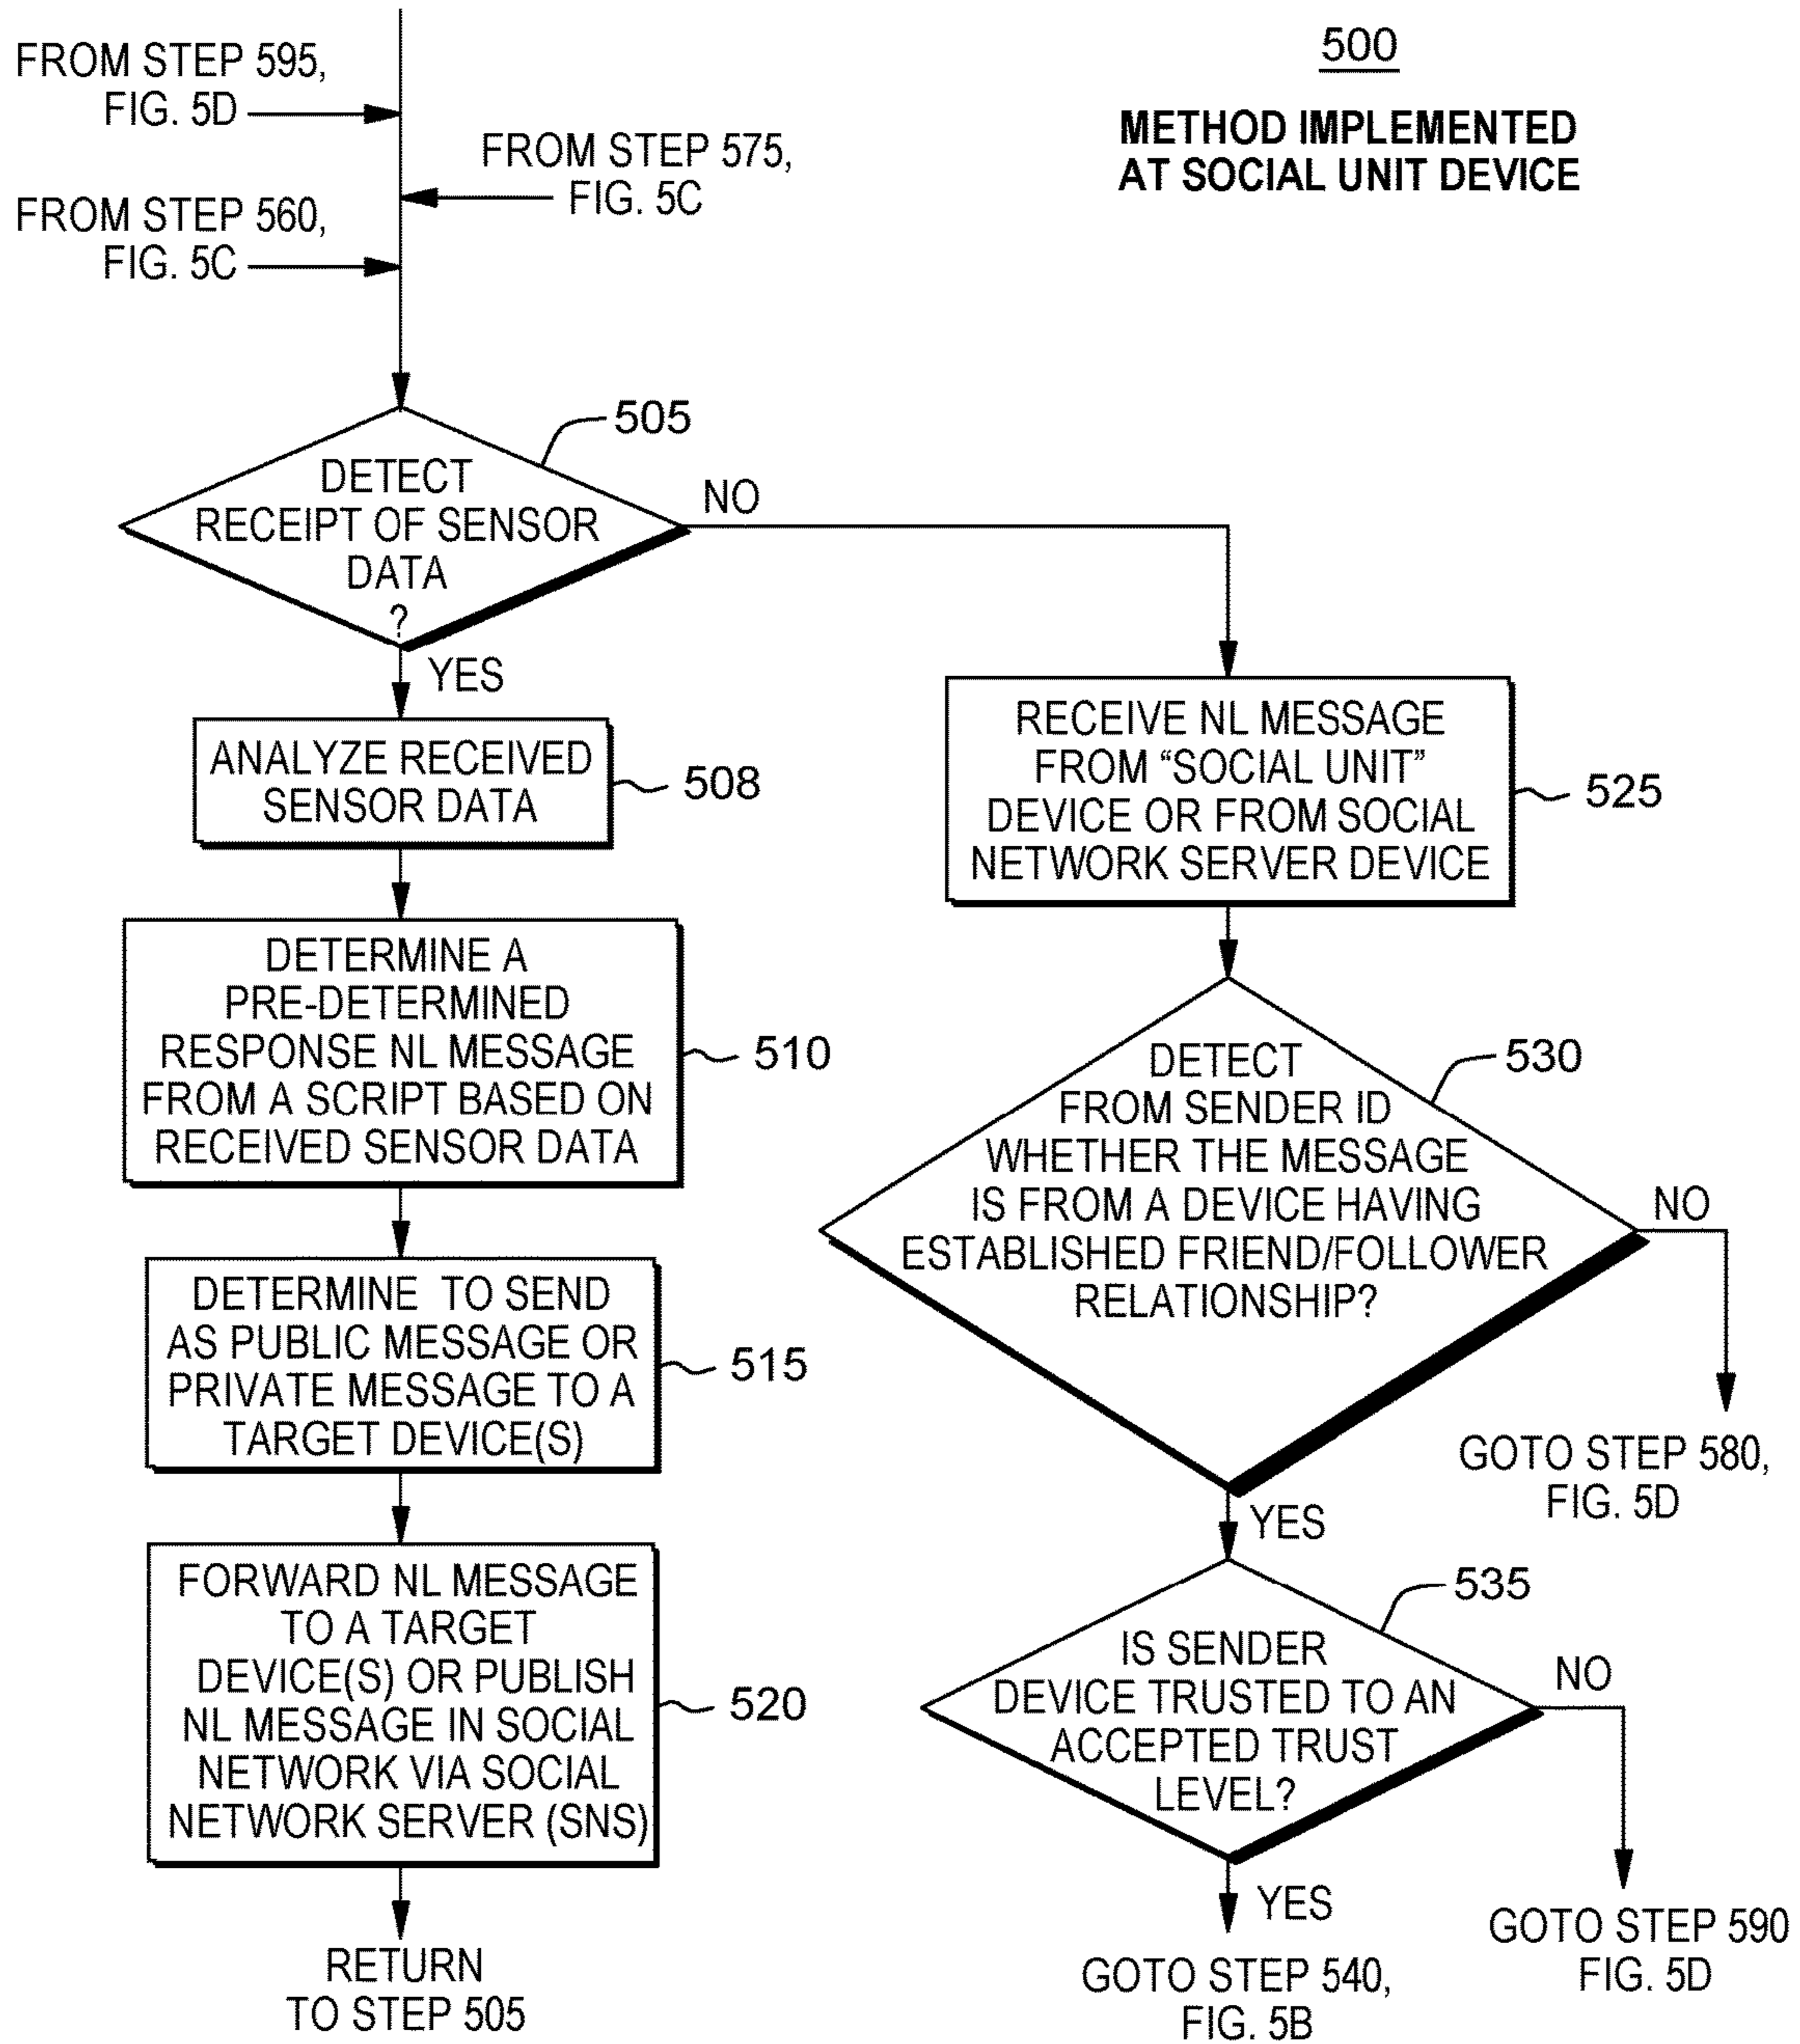 500
METHOD IMPLEMENTED
AT SOCIAL UNIT DEVICE
FROM STEP 595,
FIG. 5D
FROM STEP 575,
FIG. 5C
FROM STEP 560,
FIG. 5C
505
DETECT
RECEIPT OF SENSOR
DATA
?
NO
YES
ANALYZE RECEIVED
SENSOR DATA
508
DETERMINE A
PRE-DETERMINED
RESPONSE NL MESSAGE
FROM A SCRIPT BASED ON
RECEIVED SENSOR DATA
510
DETERMINE TO SEND
AS PUBLIC MESSAGE OR
PRIVATE MESSAGE TO A
TARGET DEVICE(S)
515
FORWARD NL MESSAGE
TO A TARGET
DEVICE(S) OR PUBLISH
NL MESSAGE IN SOCIAL
NETWORK VIA SOCIAL
NETWORK SERVER (SNS)
520
RETURN
TO STEP 505
RECEIVE NL MESSAGE
FROM “SOCIAL UNIT”
DEVICE OR FROM SOCIAL
NETWORK SERVER DEVICE
525
DETECT
FROM SENDER ID
WHETHER THE MESSAGE
IS FROM A DEVICE HAVING
ESTABLISHED FRIEND/FOLLOWER
RELATIONSHIP?
530
NO
GOTO STEP 580,
FIG. 5D
YES
IS SENDER
DEVICE TRUSTED TO AN
ACCEPTED TRUST
LEVEL?
535
NO
GOTO STEP 590
FIG. 5D
YES
GOTO STEP 540,
FIG. 5B